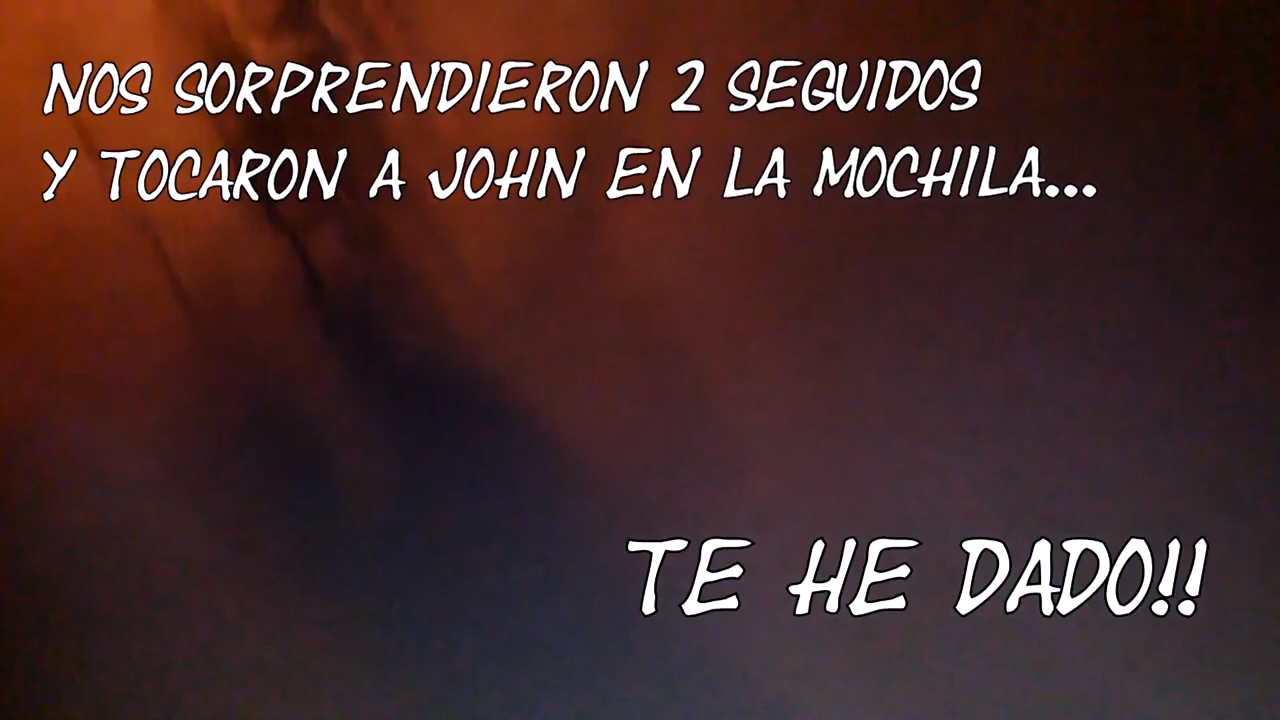 NOS SORPRENDIERON 2 SEGUIDOS
Y TOCARON A JOHN EN LA MOCHILA...
TE HE DADO!!